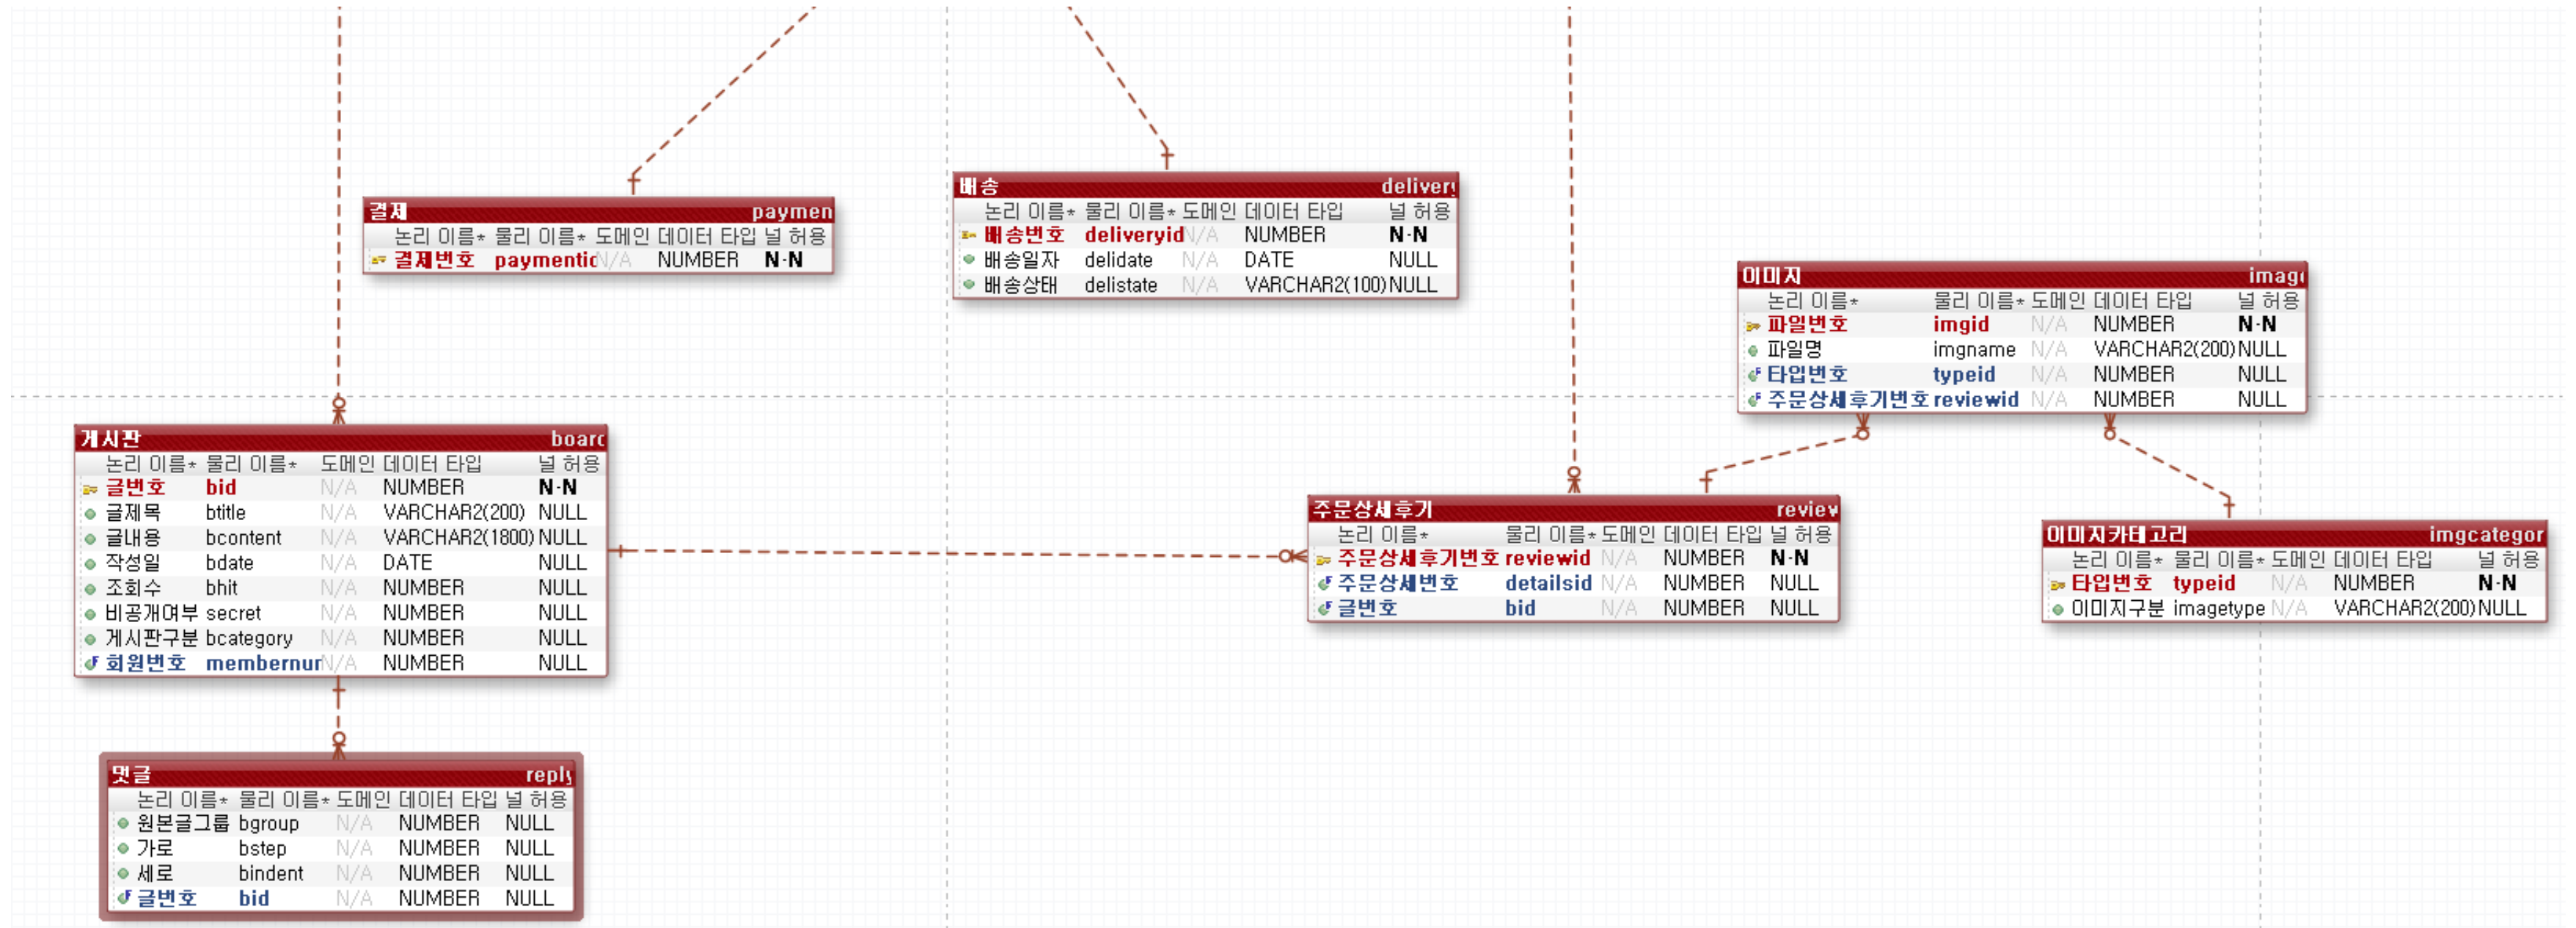 결제 paymen
논리 이름* 물리 이름* 도메인 데이터 타입 널 허용
결제번호 paymentic N/A NUMBER N·N
배송 delivery
논리 이름* 물리 이름* 도메인 데이터 타입 널 허용
배송번호 deliveryid N/A NUMBER N·N
배송일자 delidate N/A DATE NULL
배송상태 delistate N/A VARCHAR2(100) NULL
이미지 image
논리 이름* 물리 이름* 도메인 데이터 타입 널 허용
파일번호 imgid N/A NUMBER N·N
파일명 imgname N/A VARCHAR2(200) NULL
타입번호 typeid N/A NUMBER NULL
주문상세후기번호 reviewid N/A NUMBER NULL
게시판 board
논리 이름* 물리 이름* 도메인 데이터 타입 널 허용
글번호 bid N/A NUMBER N·N
글제목 btitle N/A VARCHAR2(200) NULL
글내용 bcontent N/A VARCHAR2(1800) NULL
작성일 bdate N/A DATE NULL
조회수 bhit N/A NUMBER NULL
비공개여부 secret N/A NUMBER NULL
게시판구분 bcategory N/A NUMBER NULL
회원번호 membernur N/A NUMBER NULL
주문상세후기 review
논리 이름* 물리 이름* 도메인 데이터 타입 널 허용
주문상세후기번호 reviewid N/A NUMBER N·N
주문상세번호 detailsid N/A NUMBER NULL
글번호 bid N/A NUMBER NULL
이미지카테고리 imgcategor
논리 이름* 물리 이름* 도메인 데이터 타입 널 허용
타입번호 typeid N/A NUMBER N·N
이미지구분 imagetype N/A VARCHAR2(200) NULL
댓글 reply
논리 이름* 물리 이름* 도메인 데이터 타입 널 허용
원본글그룹 bgroup N/A NUMBER NULL
가로 bstep N/A NUMBER NULL
세로 bindent N/A NUMBER NULL
글번호 bid N/A NUMBER NULL